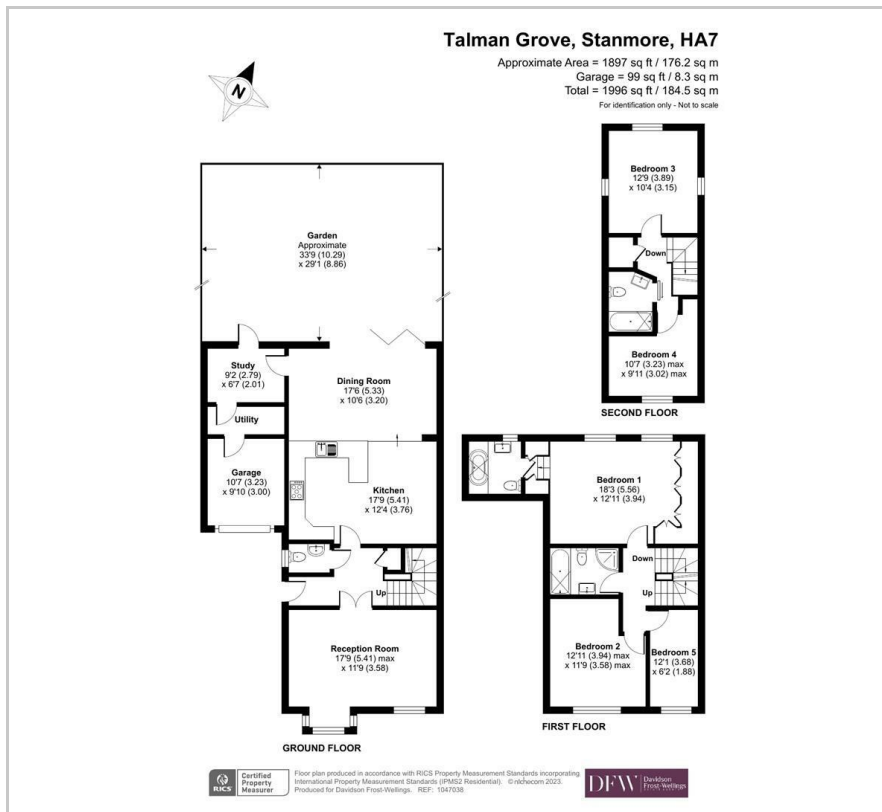 Talman Grove, Stanmore, HA7
Approximate Area = 1897 sq ft / 176.2 sq m
Garage = 99 sq ft / 8.3 sq m
Total = 1996 sq ft / 184.5 sq m
For identification only - Not to scale
N
Bedroom 3
12'9 (3.89)
x 10'4 (3.15)
Down
Bedroom 4
10'7 (3.23) max
x 9'11 (3.02) max
SECOND FLOOR
Garden
Approximate
33'9 (10.29)
x 29'1 (8.86)
Study
9'2 (2.79)
x 6'7 (2.01)
Dining Room
17'6 (5.33)
x 10'6 (3.20)
Utility
Garage
10'7 (3.23)
x 9'10 (3.00)
Kitchen
17'9 (5.41)
x 12'4 (3.76)
Up
Reception Room
17'9 (5.41) max
x 11'9 (3.58)
GROUND FLOOR
Bedroom 1
18'3 (5.56)
x 12'11 (3.94)
Down
Up
Bedroom 2
12'11 (3.94) max
x 11'9 (3.58) max
Bedroom 5
12'1 (3.68)
x 6'2 (1.88)
FIRST FLOOR
RICS
Certified
Property
Measurer
Floor plan produced in accordance with RICS Property Measurement Standards incorporating
International Property Measurement Standards (IPMS2 Residential). © nichecom 2023.
Produced for Davidson Frost-Wellings. REF: 1047038
DFW
Davidson
Frost-Wellings